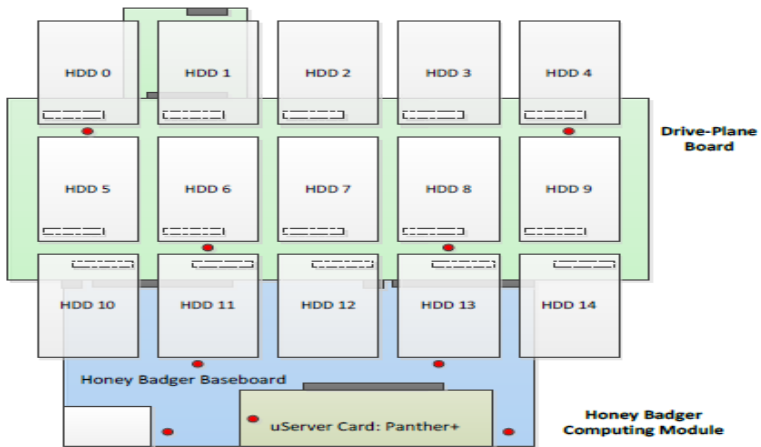 HDD 0
HDD 1
HDD 2
HDD 3
HDD 4
Drive-Plane
Board
HDD 5
HDD 6
HDD 7
HDD 8
HDD 9
HDD 10
HDD 11
HDD 12
HDD 13
HDD 14
Honey Badger Baseboard
uServer Card: Panther+
Honey Badger
Computing Module